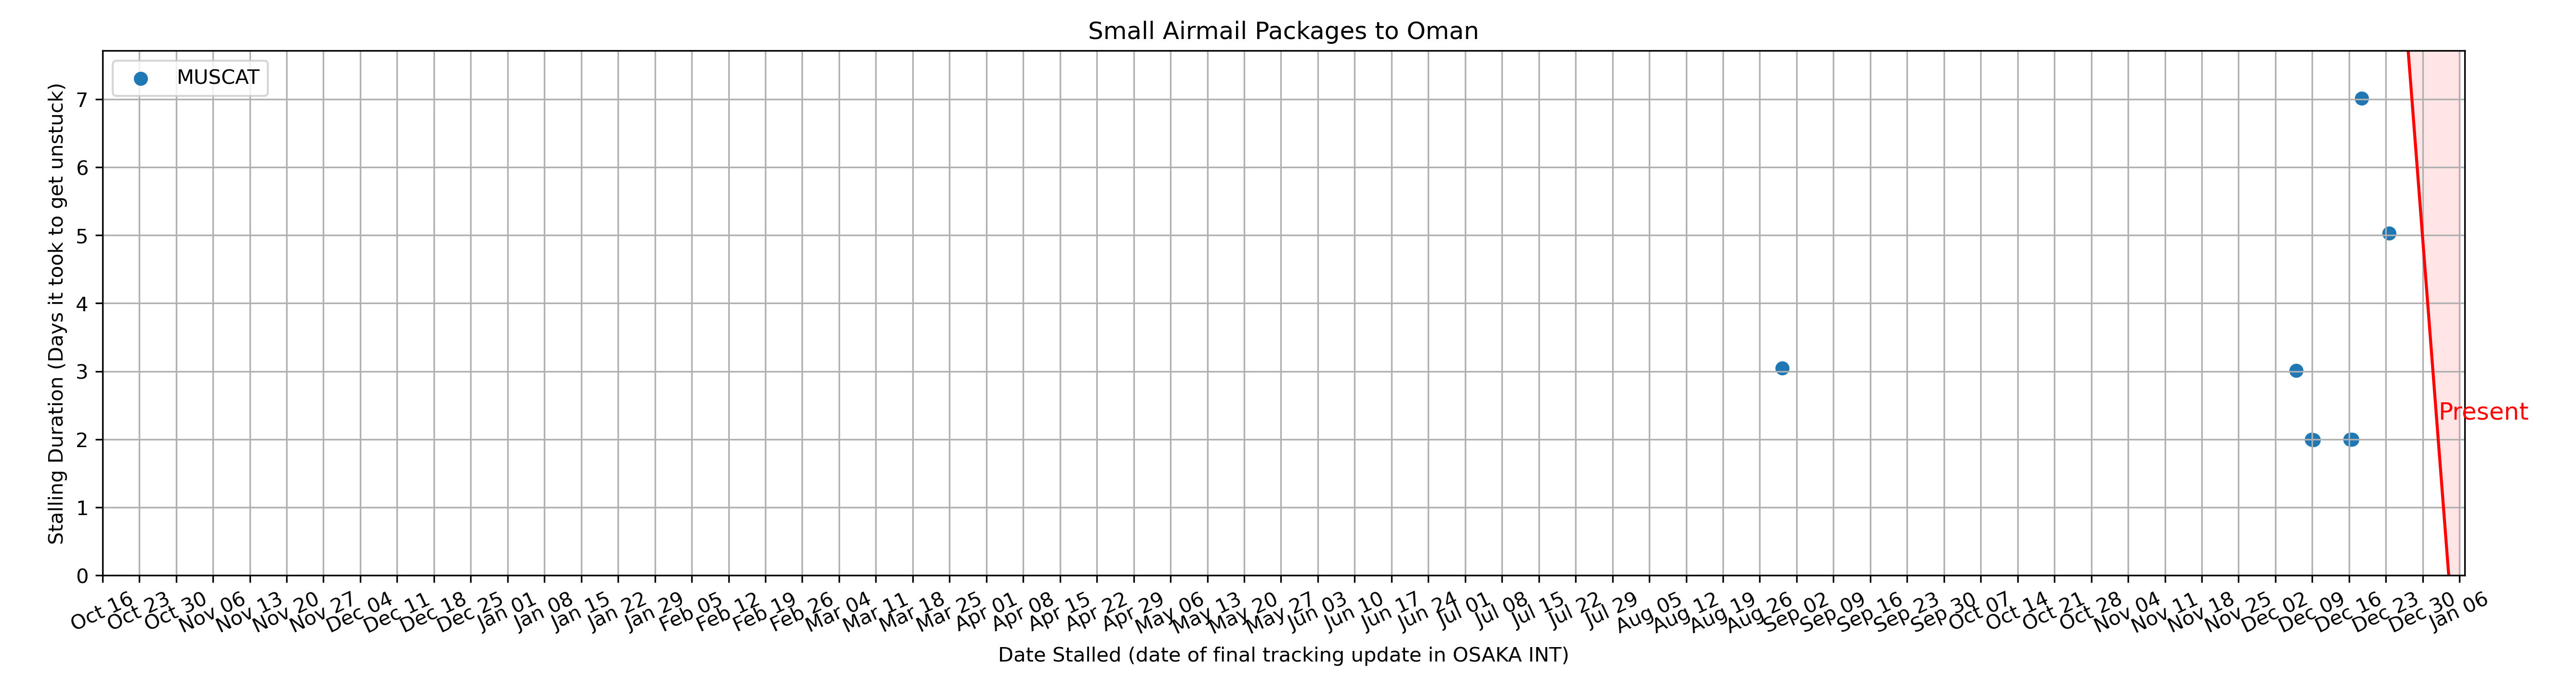 Small Airmail Packages to Oman
MUSCAT
Stalling Duration (Days it took to get unstuck)
7
6
5
4
3
2
1
0
Present
Oct 16
Oct 23
Oct 30
Nov 06
Nov 13
Nov 20
Nov 27
Dec 04
Dec 11
Dec 18
Dec 25
Jan 01
Jan 08
Jan 15
Jan 22
Jan 29
Feb 05
Feb 12
Feb 19
Feb 26
Mar 04
Mar 11
Mar 18
Mar 25
Apr 01
Apr 08
Apr 15
Apr 22
Apr 29
May 06
May 13
May 20
May 27
Jun 03
Jun 10
Jun 17
Jun 24
Jul 01
Jul 08
Jul 15
Jul 22
Jul 29
Aug 05
Aug 12
Aug 19
Aug 26
Sep 02
Sep 09
Sep 16
Sep 23
Sep 30
Oct 07
Oct 14
Oct 21
Oct 28
Nov 04
Nov 11
Nov 18
Nov 25
Dec 02
Dec 09
Dec 16
Dec 23
Dec 30
Jan 06
Date Stalled (date of final tracking update in OSAKA INT)